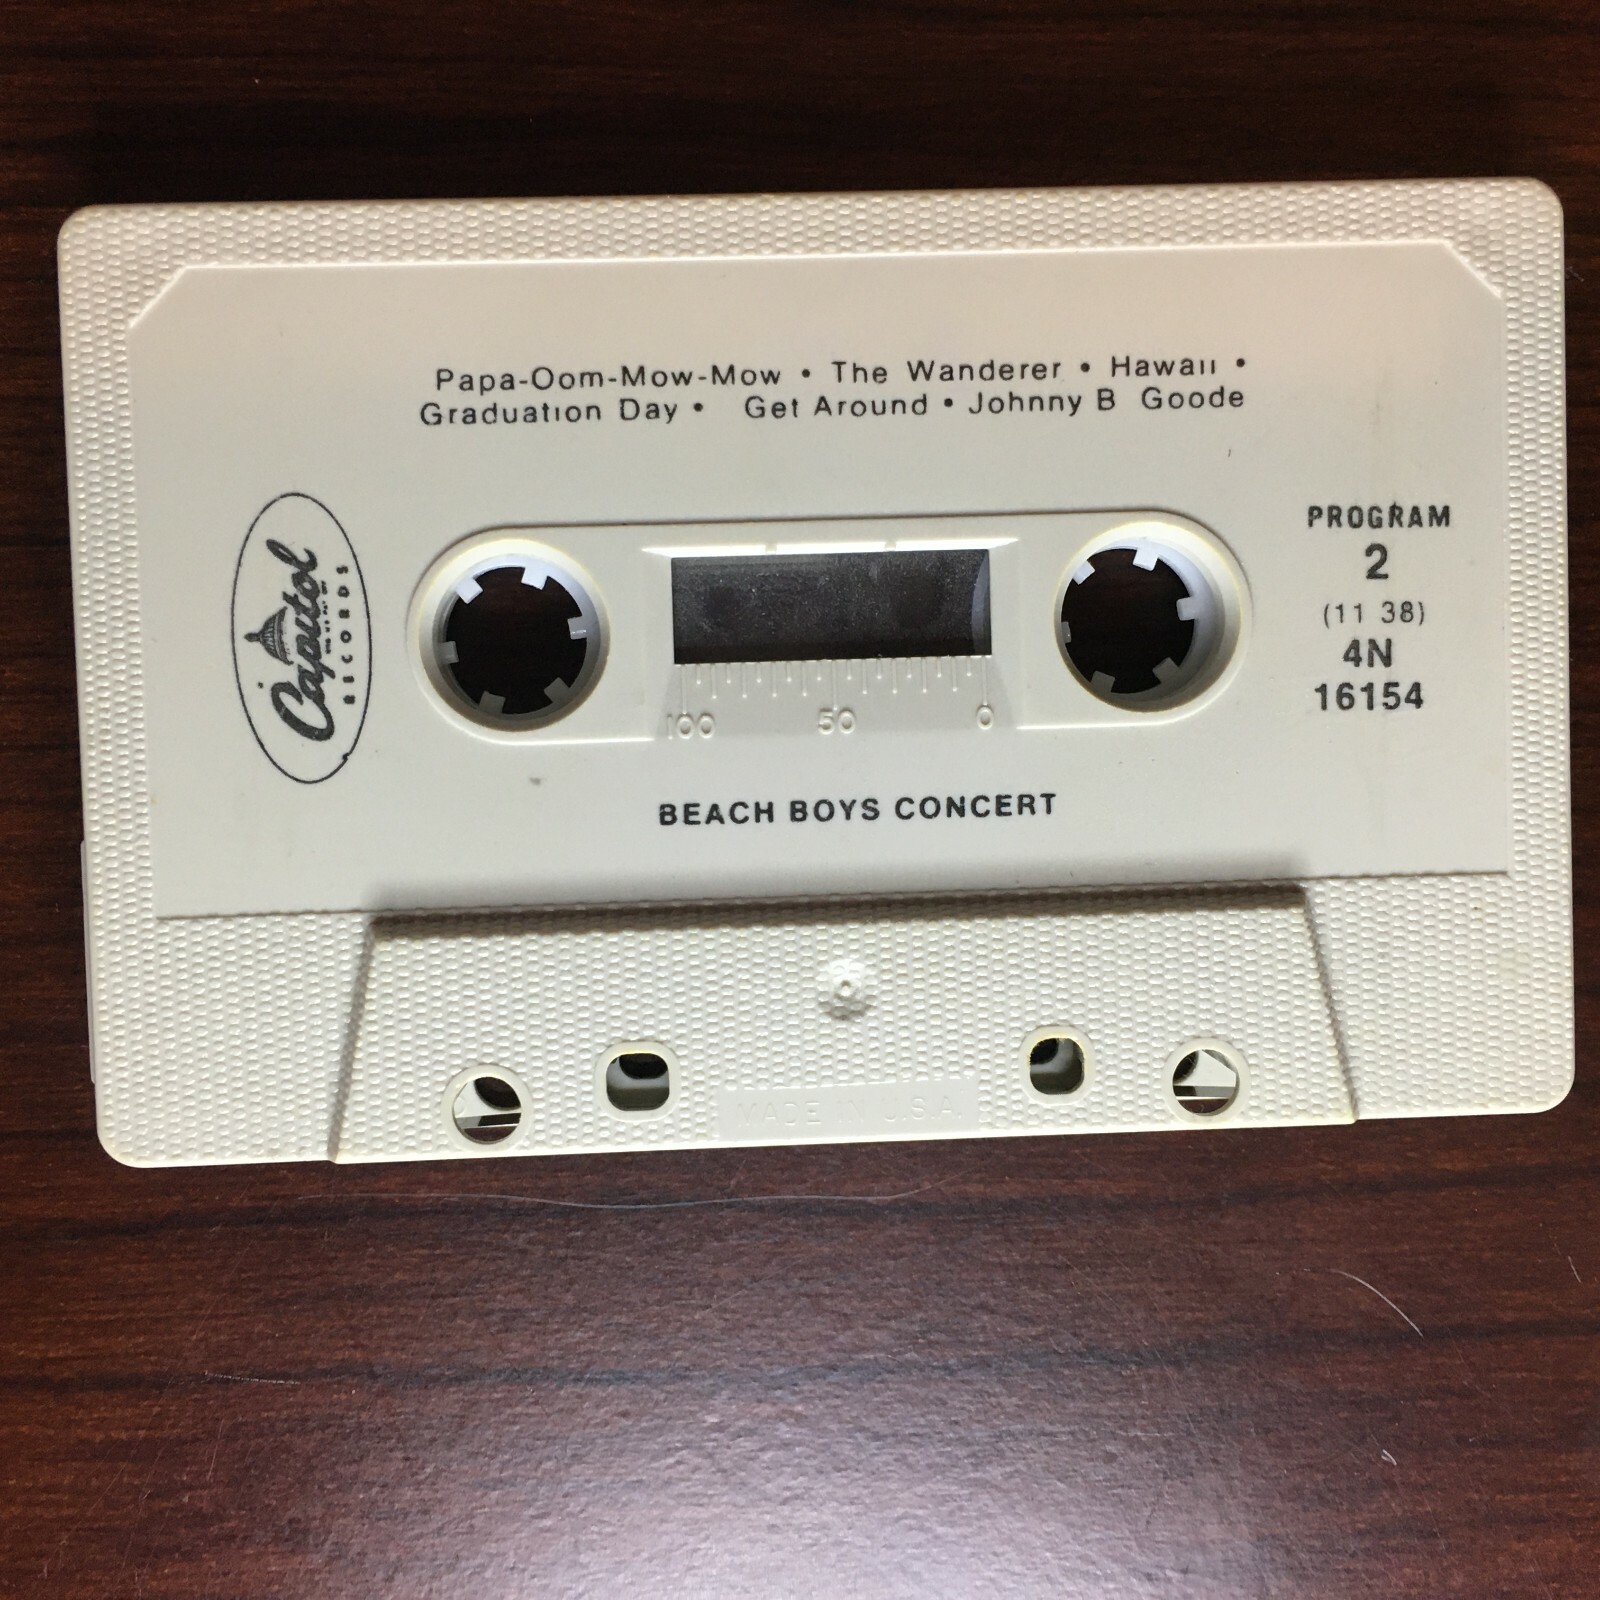 Papa-Oom-Mow-Mow • The Wanderer • Hawaii •
Graduation Day • Get Around • Johnny B Goode
Capitol
RECORDS
PROGRAM
2
(11 38)
4N
16154
100 50 0
BEACH BOYS CONCERT
MADE IN U.S.A.